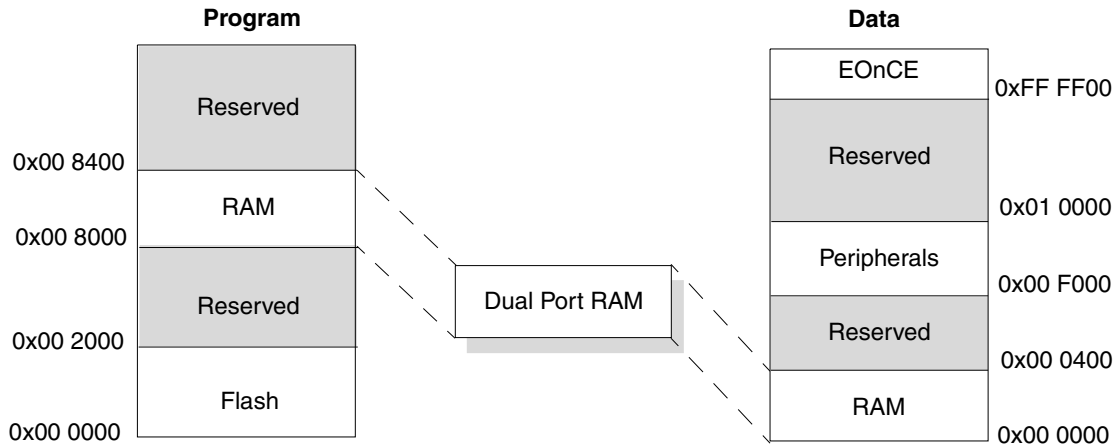 Program
Reserved
0x00 8400
RAM
0x00 8000
Reserved
0x00 2000
Flash
0x00 0000
Dual Port RAM
Data
EOnCE
0xFF FF00
Reserved
0x01 0000
Peripherals
0x00 F000
Reserved
0x00 0400
RAM
0x00 0000